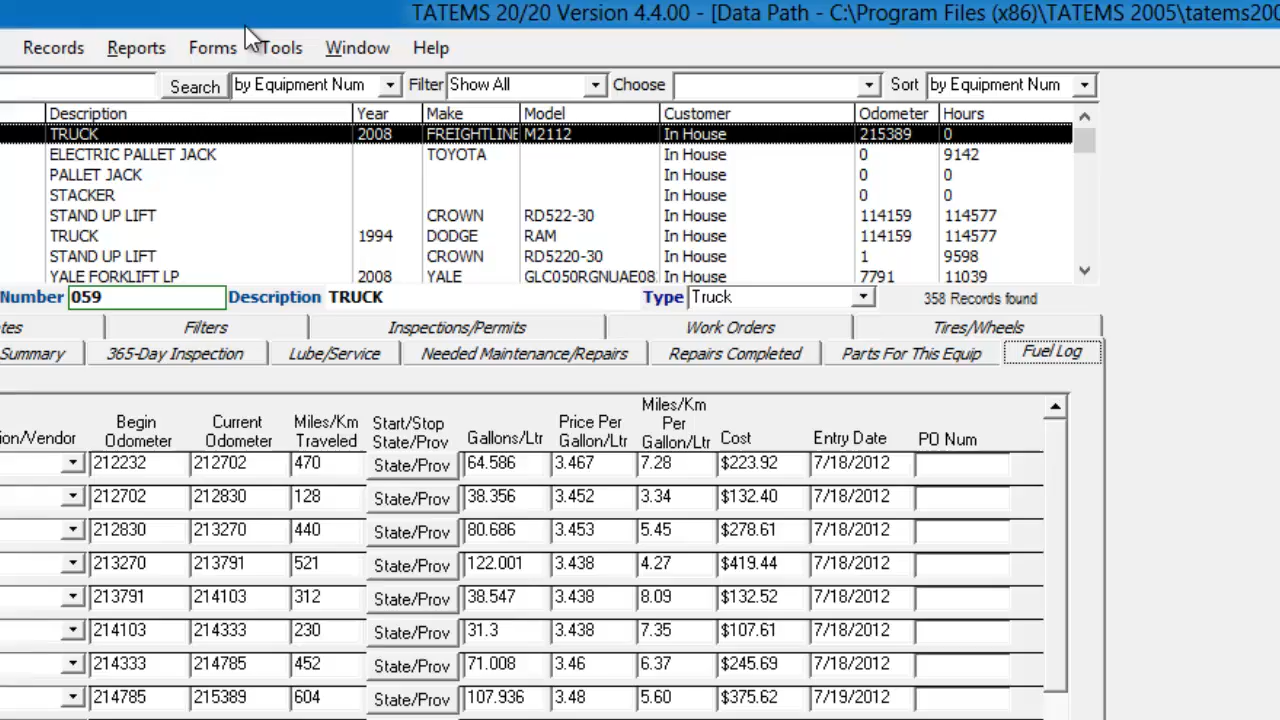 TATEMS 20/20 Version 4.4.00 - [Data Path - C:\Program Files (x86)\TATEMS 2005\tatems200
Records Reports Forms Tools Window Help
Search by Equipment Num Filter Show All Choose Sort by Equipment Num
Description Year Make Model Customer Odometer Hours
TRUCK 2008 FREIGHTLINE M2112 In House 215389 0
ELECTRIC PALLET JACK TOYOTA In House 0 9142
PALLET JACK In House 0 0
STACKER In House 0 0
STAND UP LIFT CROWN RD522-30 In House 114159 114577
TRUCK 1994 DODGE RAM In House 114159 114577
STAND UP LIFT CROWN RD5220-30 In House 1 9598
YALE FORKLIFT LP 2008 YALE GLC050RGNUAE08 In House 7791 11039
Number 059 Description TRUCK Type Truck 358 Records found
tes Filters Inspections/Permits Work Orders Tires/Wheels
Summary 365-Day Inspection Lube/Service Needed Maintenance/Repairs Repairs Completed Parts For This Equip Fuel Log
ion/Vendor Begin Odometer Current Odometer Miles/Km Traveled Start/Stop State/Prov Gallons/Ltr Price Per Gallon/Ltr Miles/Km Per Gallon/Ltr Cost Entry Date PO Num
212232 212702 470 State/Prov 64.586 3.467 7.28 $223.92 7/18/2012
212702 212830 128 State/Prov 38.356 3.452 3.34 $132.40 7/18/2012
212830 213270 440 State/Prov 80.686 3.453 5.45 $278.61 7/18/2012
213270 213791 521 State/Prov 122.001 3.438 4.27 $419.44 7/18/2012
213791 214103 312 State/Prov 38.547 3.438 8.09 $132.52 7/18/2012
214103 214333 230 State/Prov 31.3 3.438 7.35 $107.61 7/18/2012
214333 214785 452 State/Prov 71.008 3.46 6.37 $245.69 7/18/2012
214785 215389 604 State/Prov 107.936 3.48 5.60 $375.62 7/19/2012